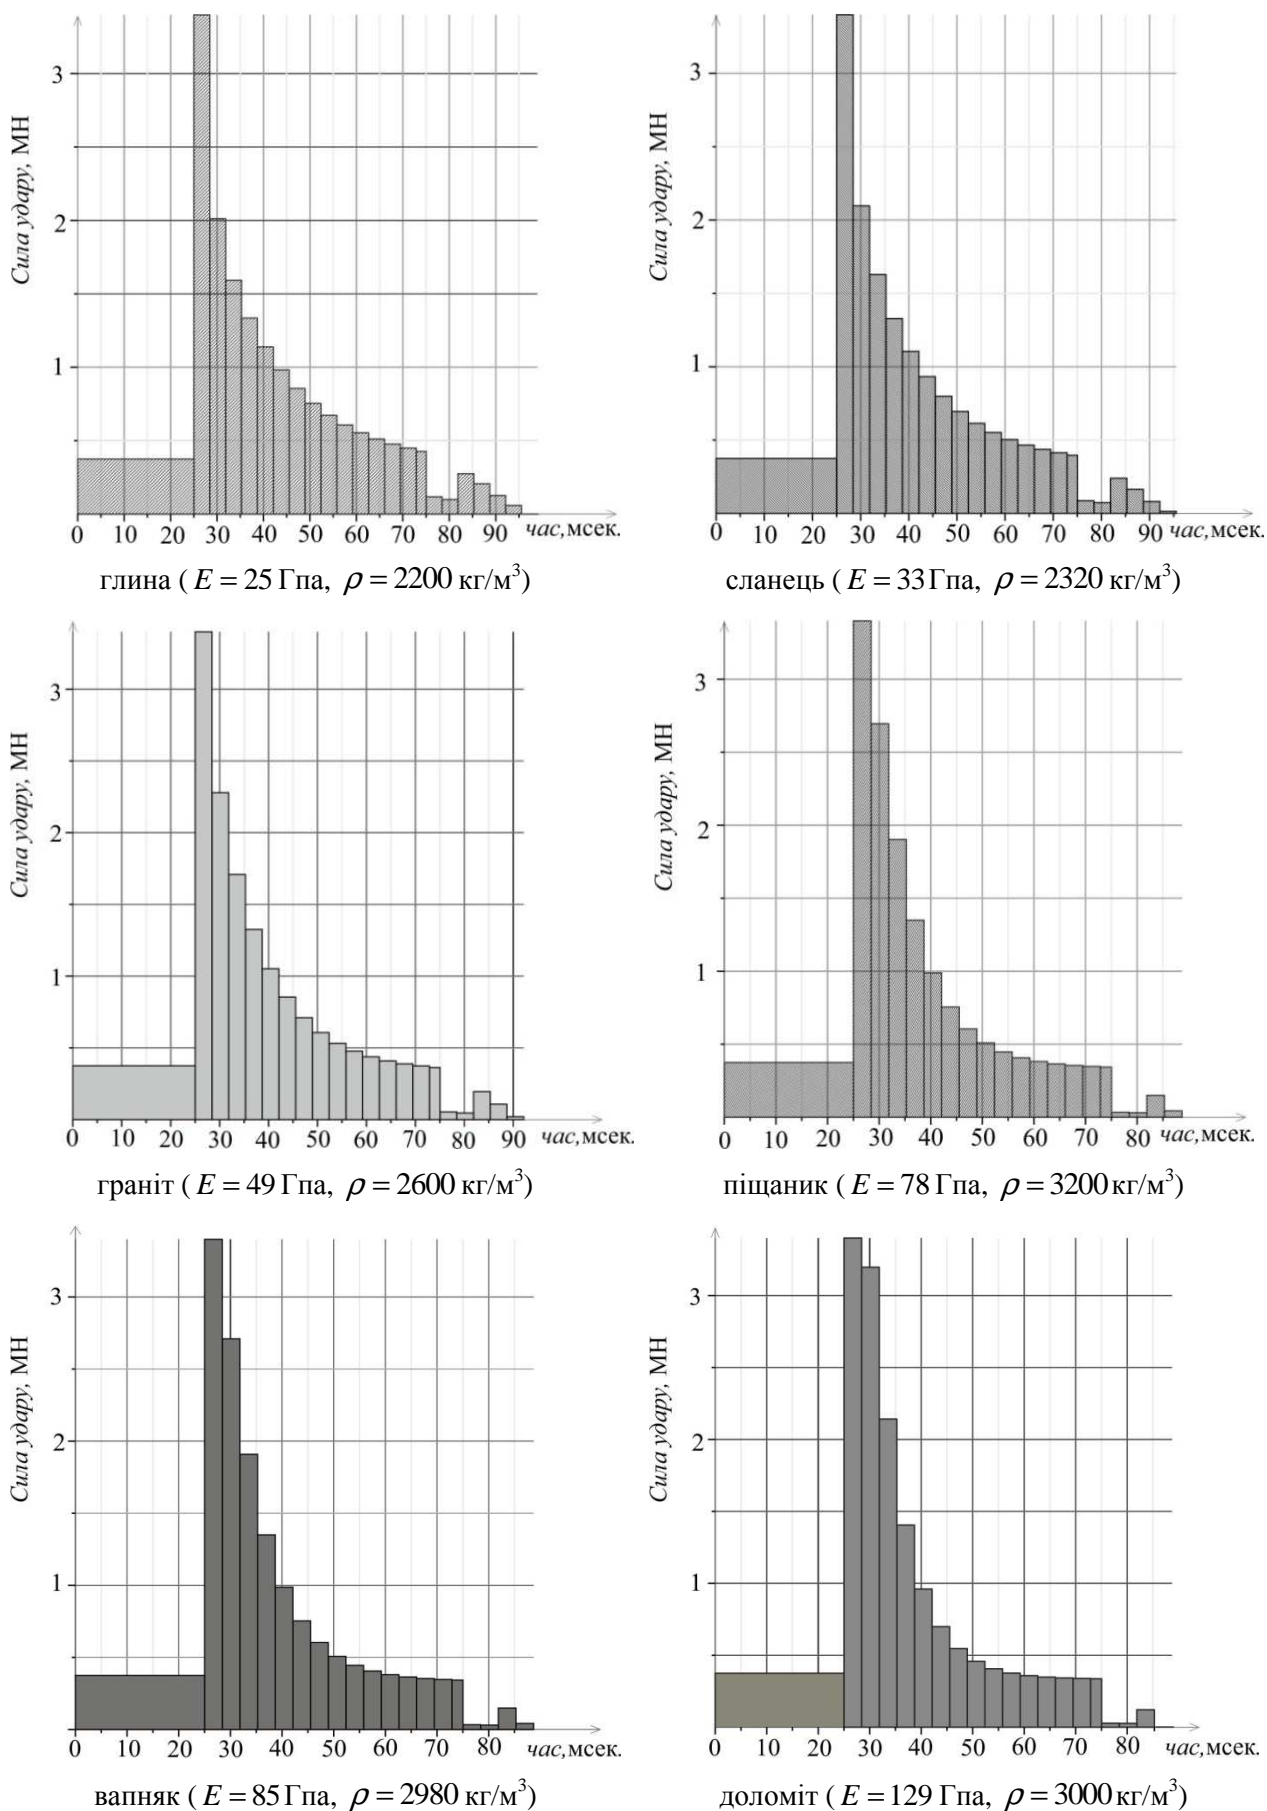 Сила удару, МН
3
2
1
0 10 20 30 40 50 60 70 80 90 час,мсек.
глина ( E = 25 Гпа, ρ = 2200 кг/м³)
Сила удару, МН
3
2
1
0 10 20 30 40 50 60 70 80 90 час,мсек.
сланець ( E = 33 Гпа, ρ = 2320 кг/м³)
Сила удару, МН
3
2
1
0 10 20 30 40 50 60 70 80 90 час,мсек.
граніт ( E = 49 Гпа, ρ = 2600 кг/м³)
Сила удару, МН
3
2
1
0 10 20 30 40 50 60 70 80 час,мсек.
піщаник ( E = 78 Гпа, ρ = 3200 кг/м³)
Сила удару, МН
3
2
1
0 10 20 30 40 50 60 70 80 час,мсек.
вапняк ( E = 85 Гпа, ρ = 2980 кг/м³)
Сила удару, МН
3
2
1
0 10 20 30 40 50 60 70 80 час,мсек.
доломіт ( E = 129 Гпа, ρ = 3000 кг/м³)